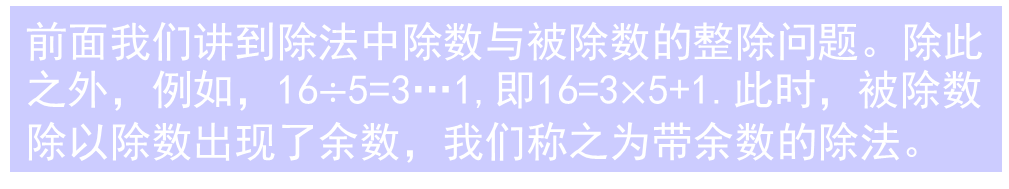 前面我们讲到除法中除数与被除数的整除问题。除此
之外，例如，16÷5=3…1,即16=3×5+1.此时，被除数
除以除数出现了余数，我们称之为带余数的除法。